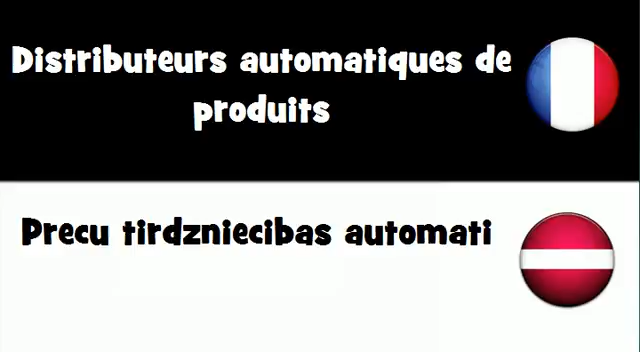 Distributeurs automatiques de
produits
Precu tirdzniecibas automati